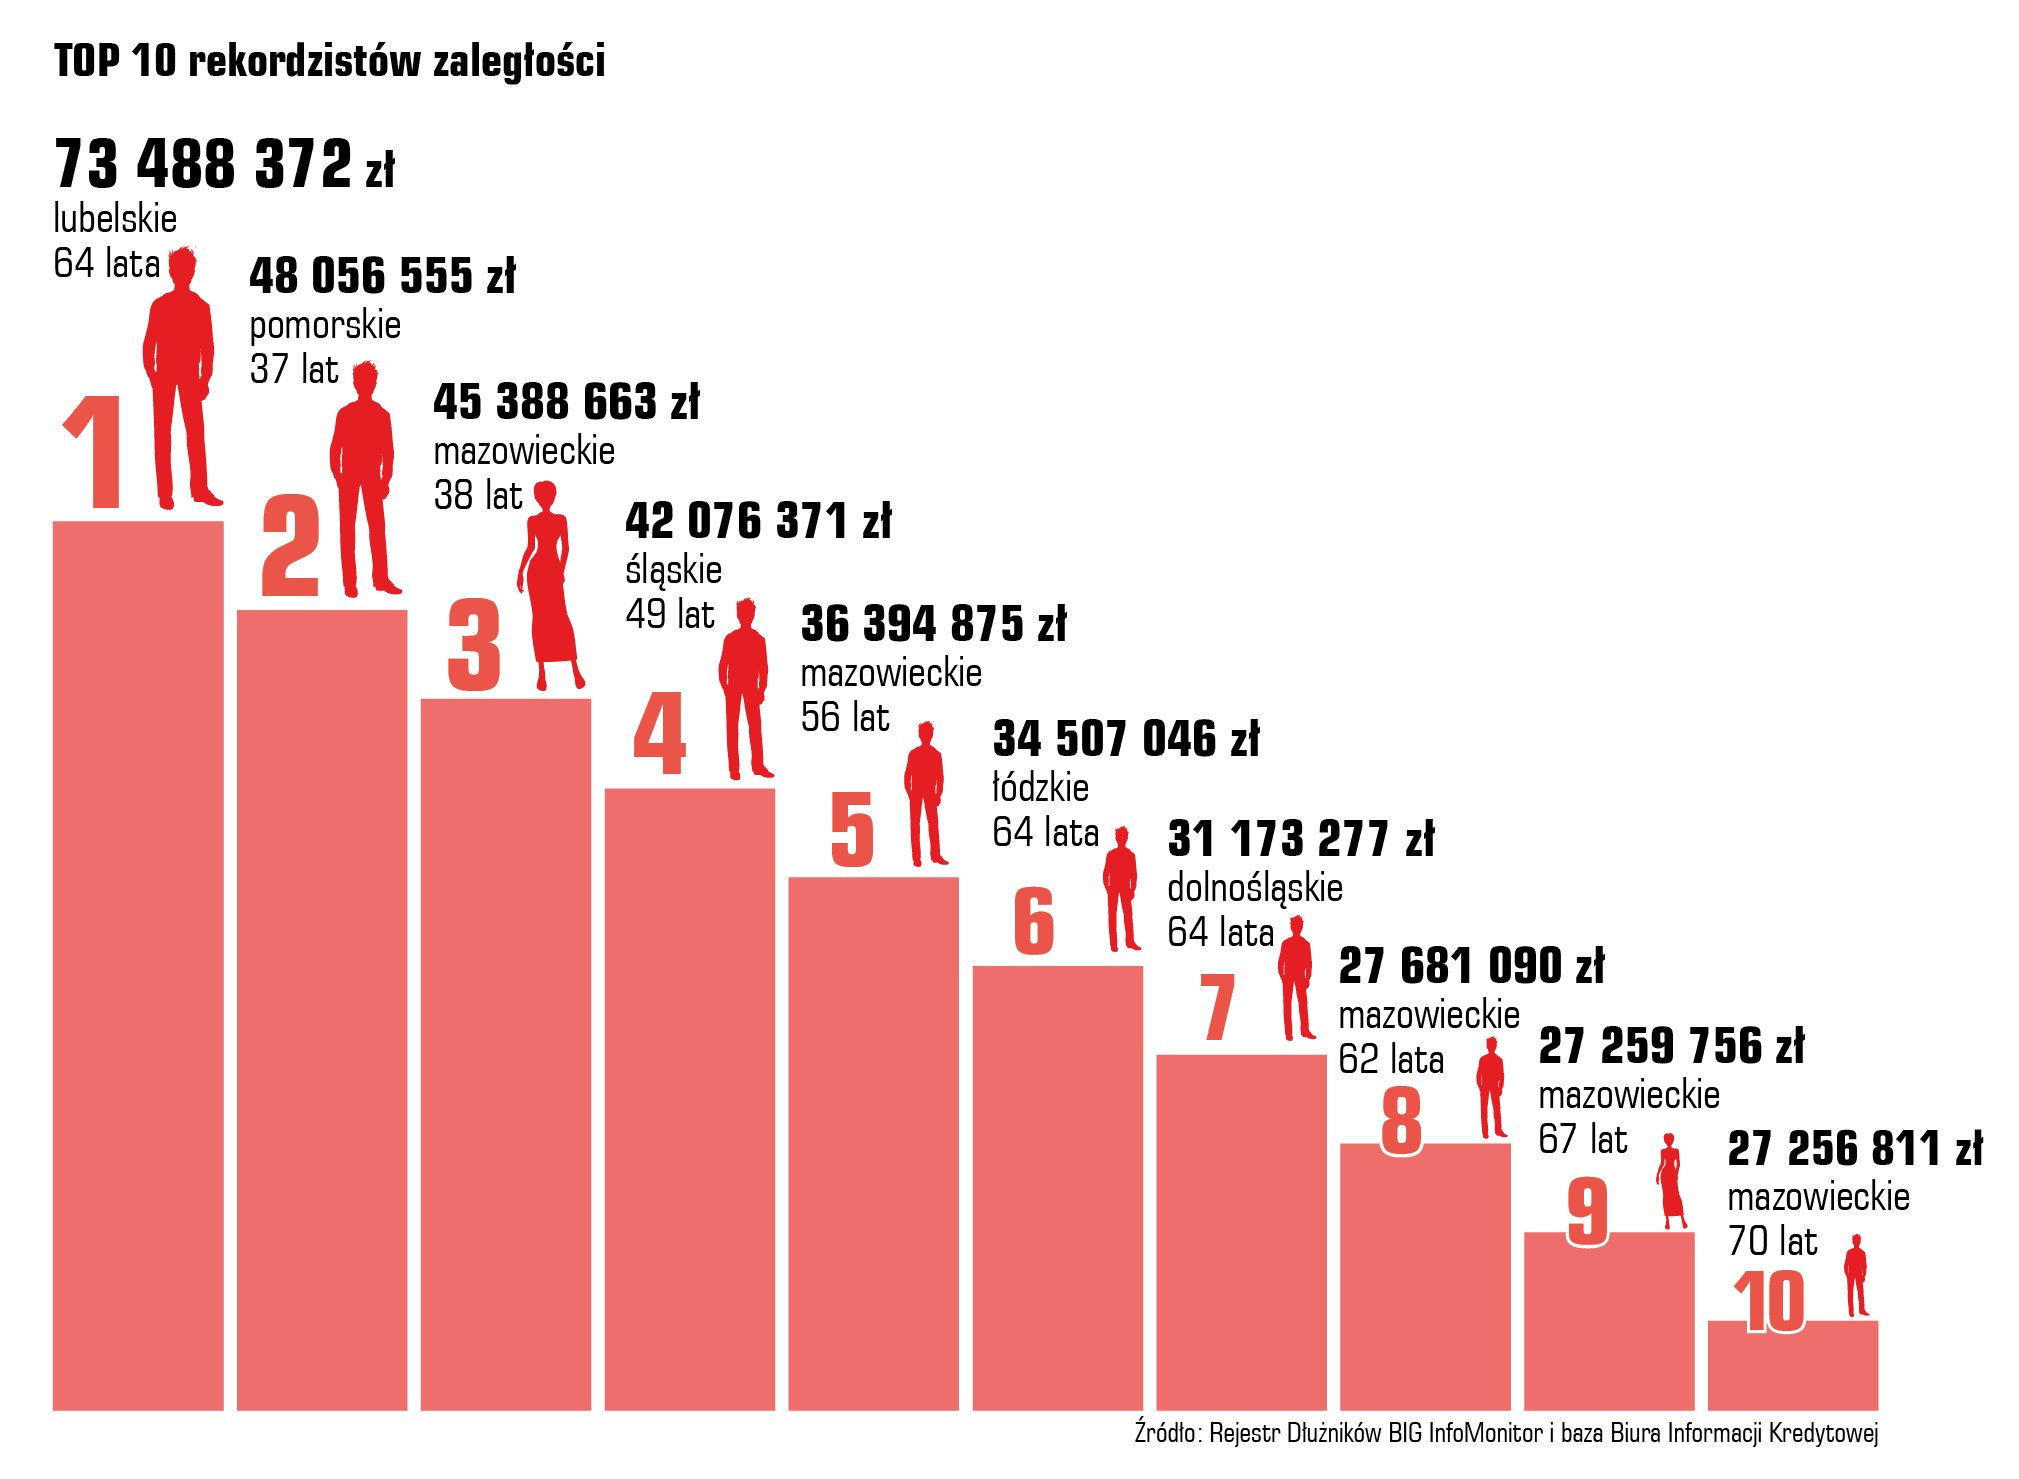 TOP 10 rekordzistów zaległości
73 488 372 zł
lubelskie
64 lata
1
48 056 555 zł
pomorskie
37 lat
2
45 388 663 zł
mazowieckie
38 lat
3
42 076 371 zł
śląskie
49 lat
4
36 394 875 zł
mazowieckie
56 lat
5
34 507 046 zł
łódzkie
64 lata
6
31 173 277 zł
dolnośląskie
64 lata
7
27 681 090 zł
mazowieckie
62 lata
8
27 259 756 zł
mazowieckie
67 lat
9
27 256 811 zł
mazowieckie
70 lat
10
Źródło: Rejestr Dłużników BIG InfoMonitor i baza Biura Informacji Kredytowej